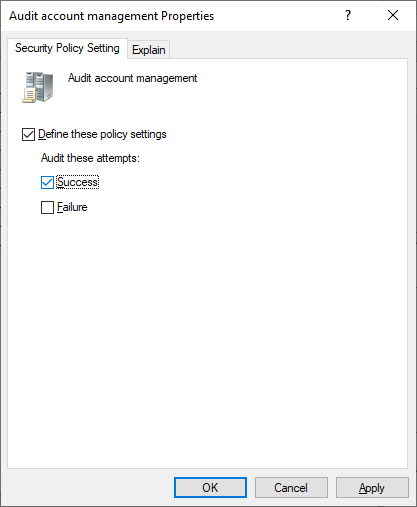 Audit account management Properties
?
Security Policy Setting
Explain
Audit account management
Define these policy settings
Audit these attempts:
Success
Failure
OK
Cancel
Apply